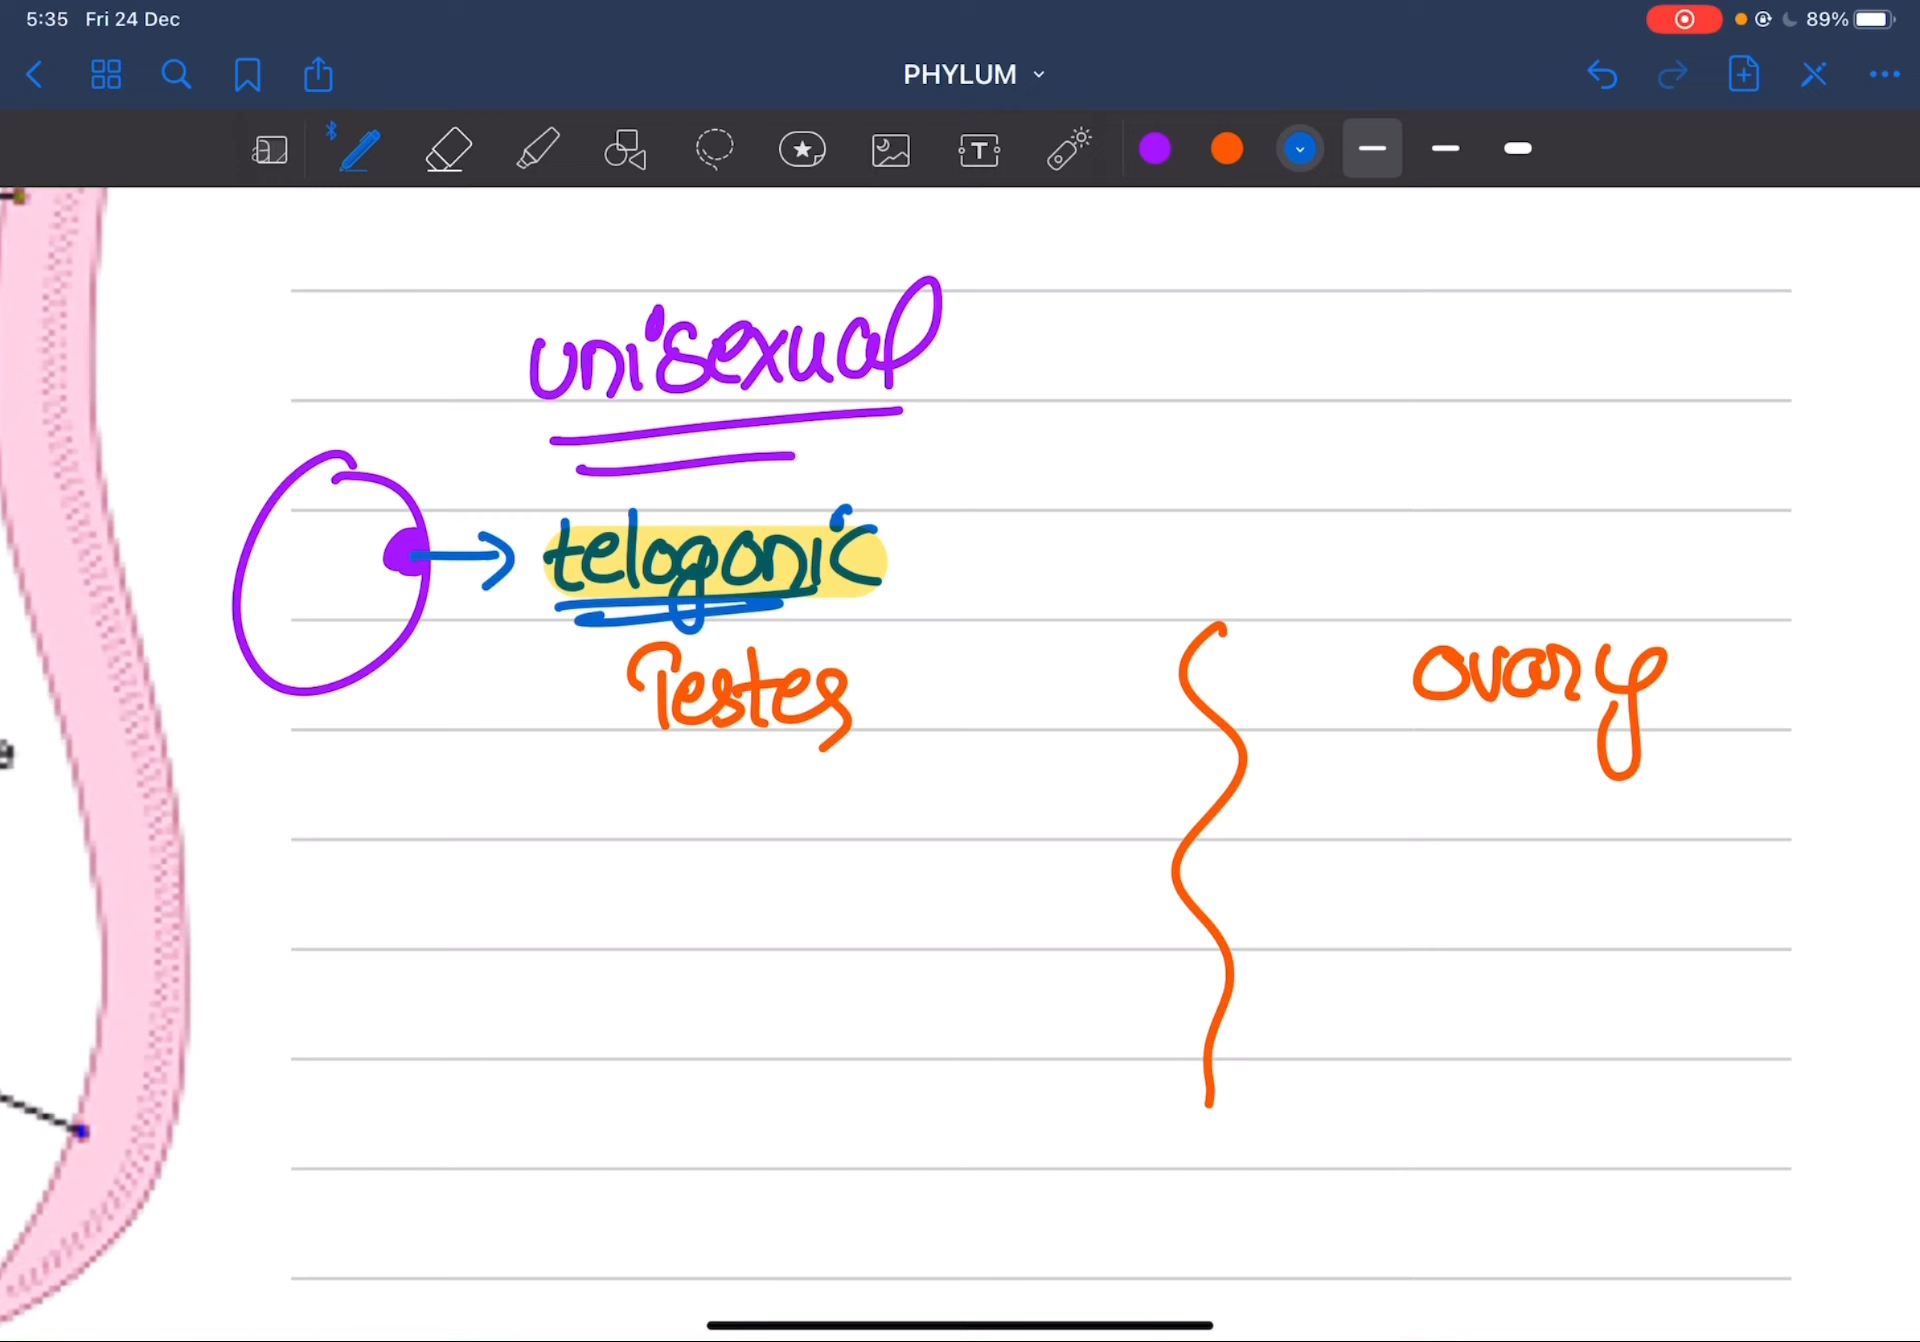 5:35 Fri 24 Dec 89%
PHYLUM
unisexual
telogonic
Testes ovary